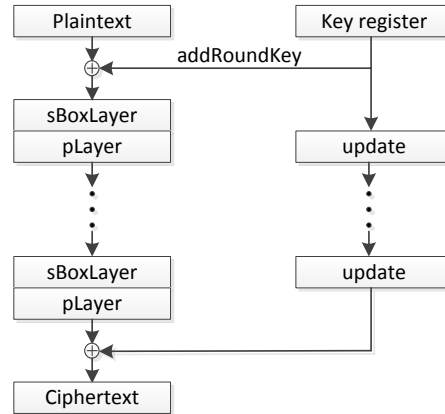 Plaintext
Key register
addRoundKey
sBoxLayer
pLayer
update
sBoxLayer
update
pLayer
Ciphertext